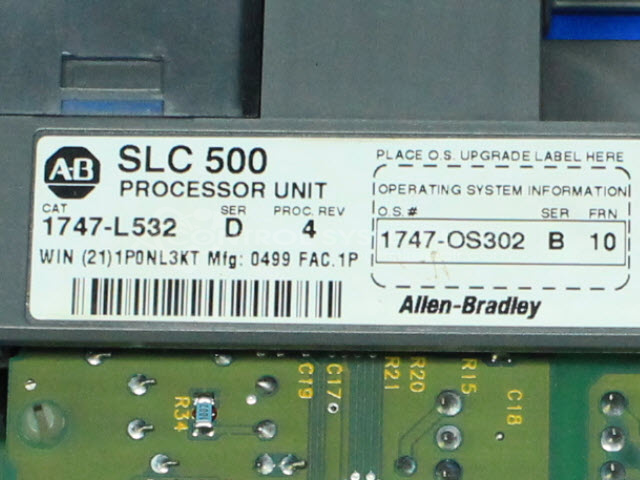 A-B
SLC 500
PROCESSOR UNIT
CAT SER PROC. REV
1747-L532 D 4
WIN (21)1P0NL3KT Mfg: 0499 FAC.1P
PLACE O.S. UPGRADE LABEL HERE
OPERATING SYSTEM INFORMATION
O.S.# SER FRN
1747-OS302 B 10
Allen-Bradley
R34
C19
C17
R21
R20
R15
C18